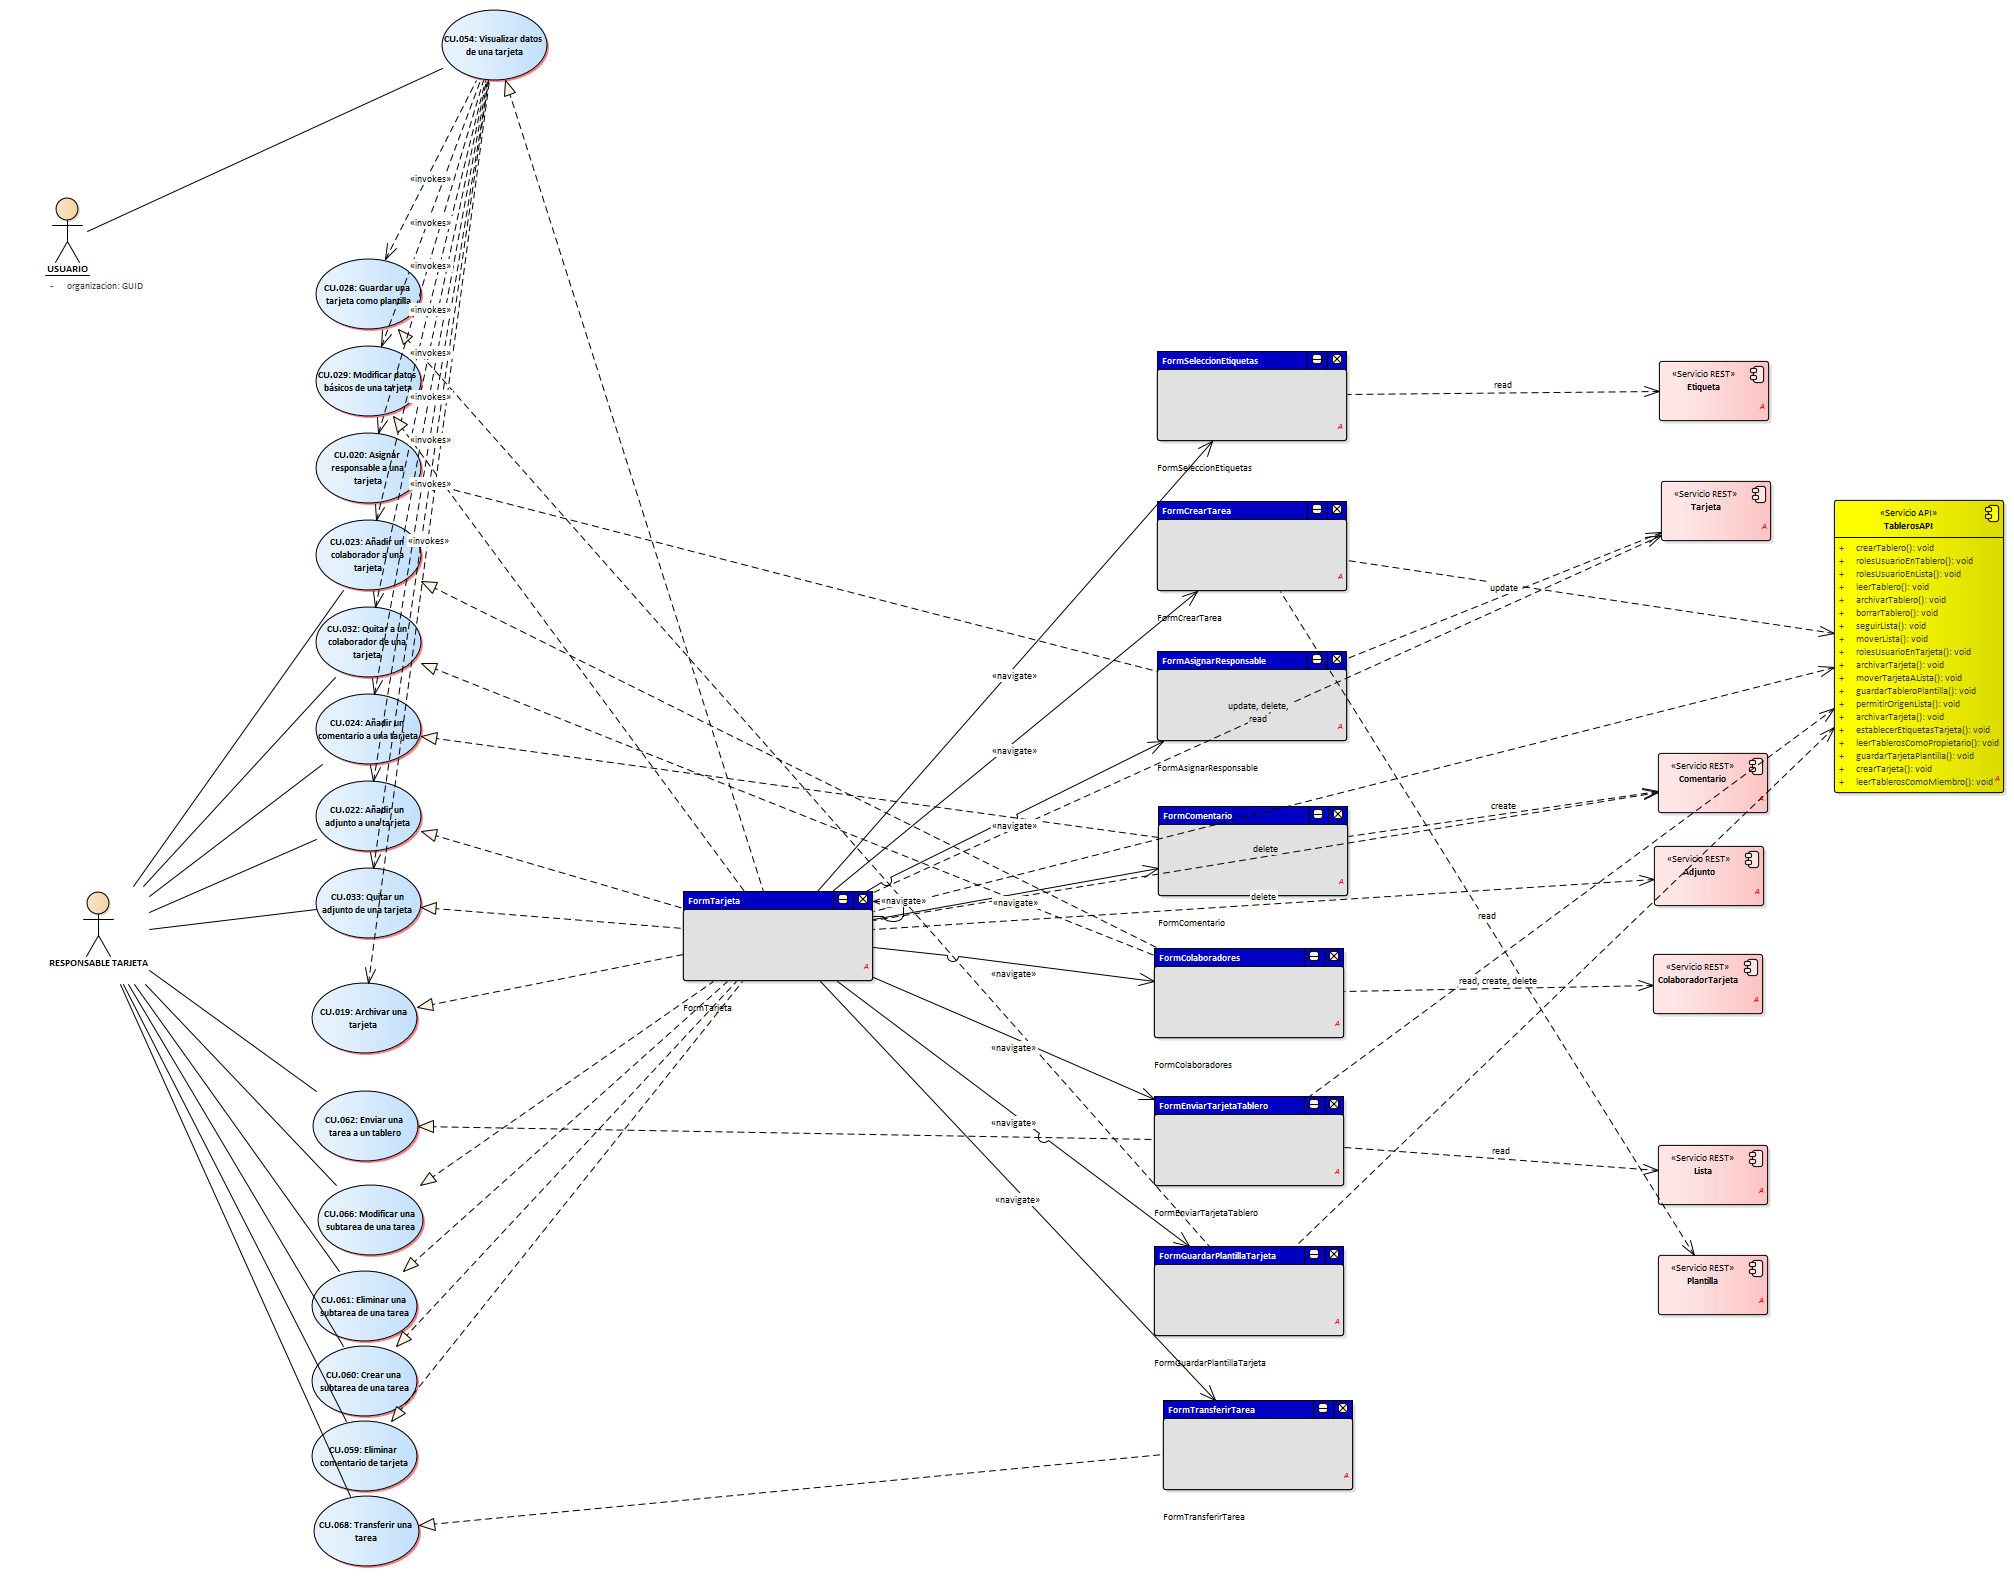 CU.054: Visualizar datos
de una tarjeta
«invokes»
«invokes»
«invokes»
«invokes»
«invokes»
«invokes»
«invokes»
«invokes»
«invokes»
USUARIO
- organizacion: GUID
CU.028: Guardar una
tarjeta como plantilla
CU.029: Modificar datos
básicos de una tarjeta
CU.020: Asignar
responsable a una
tarjeta
CU.023: Añadir un
colaborador a una
tarjeta
CU.032: Quitar a un
colaborador de una
tarjeta
CU.024: Añadir un
comentario a una tarjeta
CU.022: Añadir un
adjunto a una tarjeta
CU.033: Quitar un
adjunto de una tarjeta
RESPONSABLE TARJETA
CU.019: Archivar una
tarjeta
CU.062: Enviar una
tarea a un tablero
CU.066: Modificar una
subtarea de una tarea
CU.061: Eliminar una
subtarea de una tarea
CU.060: Crear una
subtarea de una tarea
CU.059: Eliminar
comentario de tarjeta
CU.068: Transferir una
tarea
FormTarjeta
A
FormTarjeta
«navigate»
«navigate»
«navigate»
«navigate»
«navigate»
«navigate»
«navigate»
«navigate»
«navigate»
FormSeleccionEtiquetas
A
FormSeleccionEtiquetas
FormCrearTarea
A
FormCrearTarea
FormAsignarResponsable
update, delete,
read
A
FormAsignarResponsable
FormComentario
delete
A
delete
FormComentario
FormColaboradores
A
FormColaboradores
FormEnviarTarjetaTablero
A
FormEnviarTarjetaTablero
FormGuardarPlantillaTarjeta
A
FormGuardarPlantillaTarjeta
FormTransferirTarea
A
FormTransferirTarea
read
update
create
read
read, create, delete
read
«Servicio REST»
Etiqueta
A
«Servicio REST»
Tarjeta
A
«Servicio REST»
Comentario
A
«Servicio REST»
Adjunto
A
«Servicio REST»
ColaboradorTarjeta
A
«Servicio REST»
Lista
A
«Servicio REST»
Plantilla
A
«Servicio API»
TablerosAPI
+ crearTablero(): void
+ rolesUsuarioEnTablero(): void
+ rolesUsuarioEnLista(): void
+ leerTablero(): void
+ archivarTablero(): void
+ borrarTablero(): void
+ seguirLista(): void
+ moverLista(): void
+ rolesUsuarioEnTarjeta(): void
+ archivarTarjeta(): void
+ moverTarjetaALista(): void
+ guardarTableroPlantilla(): void
+ permitirOrigenLista(): void
+ archivarTarjeta(): void
+ establecerEtiquetasTarjeta(): void
+ leerTablerosComoPropietario(): void
+ guardarTarjetaPlantilla(): void
+ crearTarjeta(): void
+ leerTablerosComoMiembro(): void
A